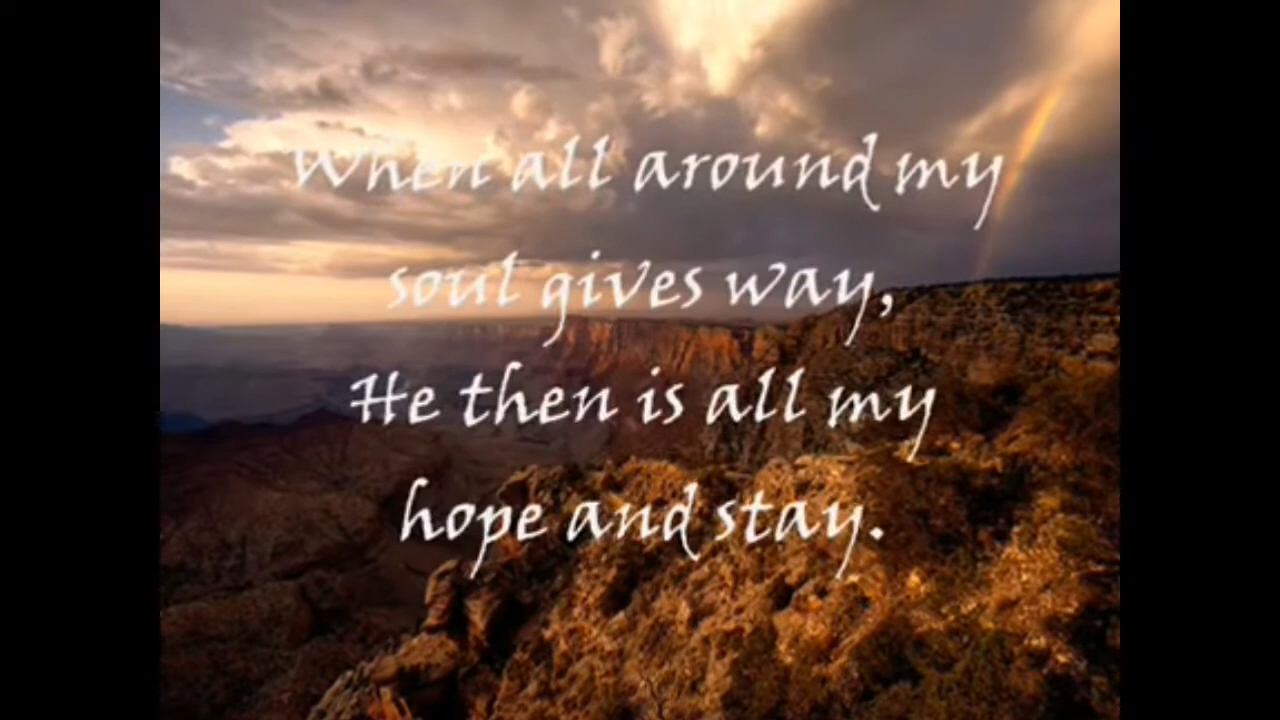 When all around my
soul gives way,
He then is all my
hope and stay.